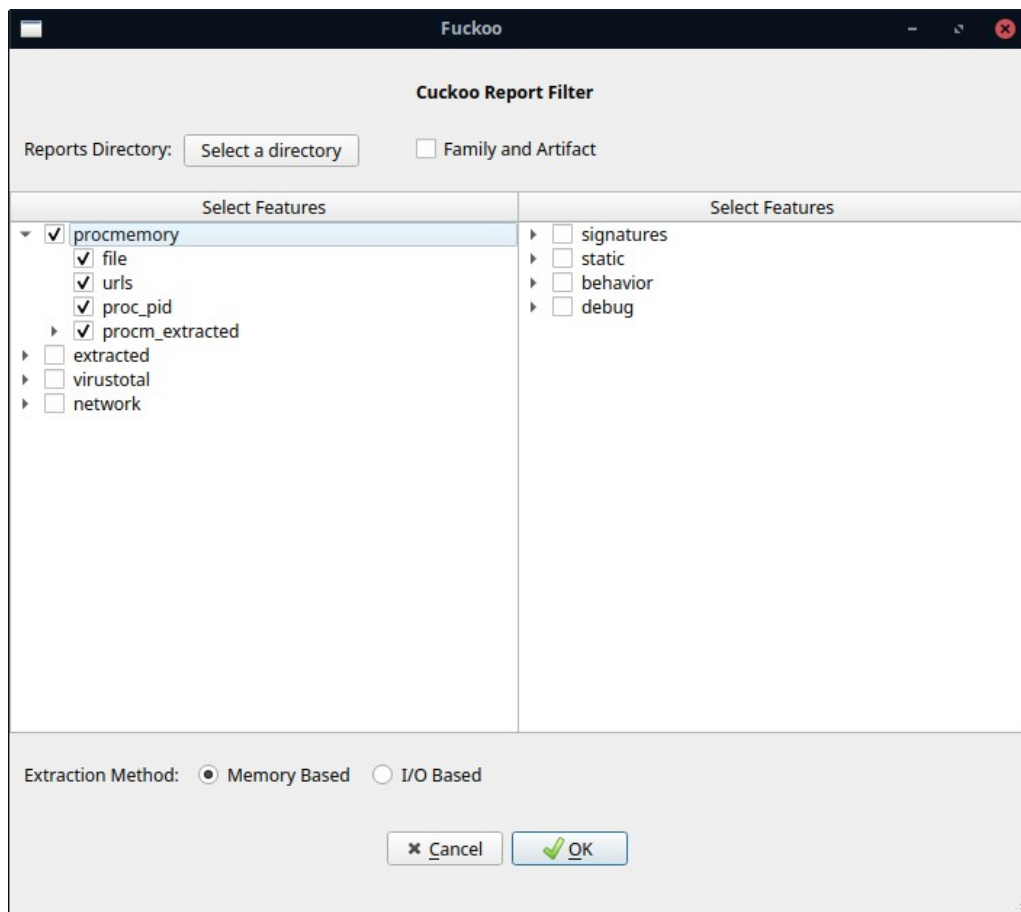 Fuckoo
Cuckoo Report Filter
Reports Directory: Select a directory Family and Artifact
Select Features
procmemory
file
urls
proc_pid
procm_extracted
extracted
virustotal
network
Select Features
signatures
static
behavior
debug
Extraction Method: Memory Based I/O Based
Cancel OK